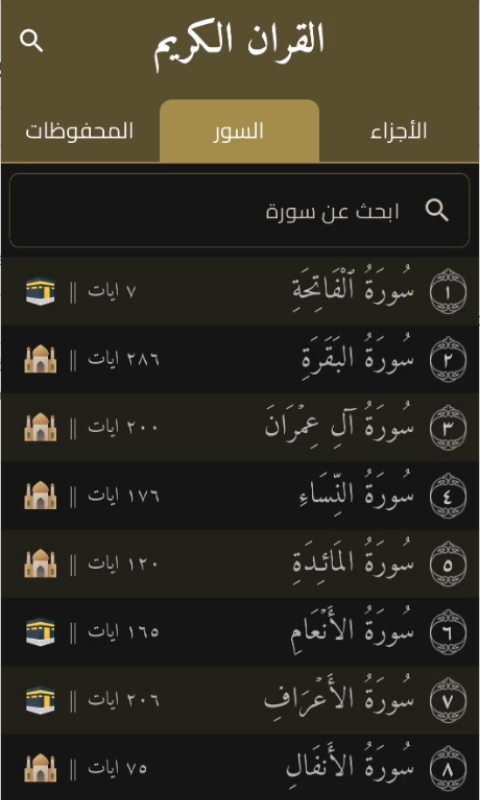 القران الكريم
الأجزاء السور المحفوظات
ابحث عن سورة
١ سُورَةُ ٱلْفَاتِحَةِ ٧ ايات ||
٢ سُورَةُ البَقَرَةِ ٢٨٦ ايات ||
٣ سُورَةُ آلِ عِمْرَانَ ٢٠٠ ايات ||
٤ سُورَةُ النِّسَاءِ ١٧٦ ايات ||
٥ سُورَةُ المَائِدَةِ ١٢٠ ايات ||
٦ سُورَةُ الأَنْعَامِ ١٦٥ ايات ||
٧ سُورَةُ الأَعْرَافِ ٢٠٦ ايات ||
٨ سُورَةُ الأَنفَالِ ٧٥ ايات ||